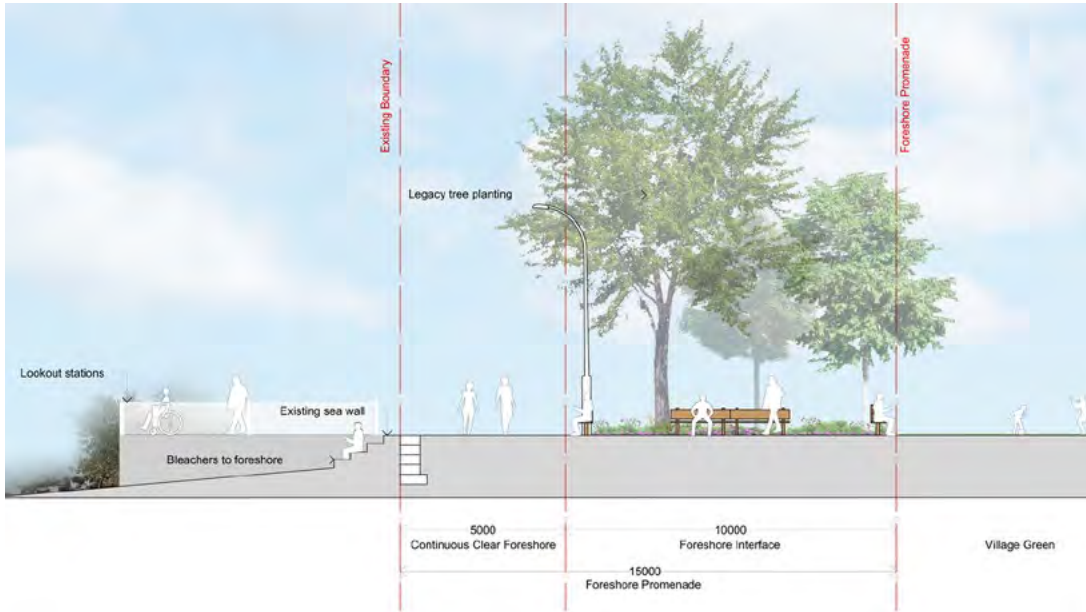 Existing Boundary
Foreshore Promenade
Legacy tree planting
Lookout stations
Existing sea wall
Bleachers to foreshore
5000
Continuous Clear Foreshore
10000
Foreshore Interface
Village Green
15000
Foreshore Promenade